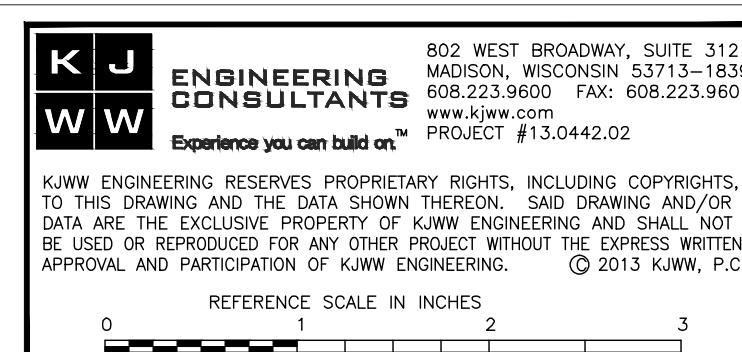 K J
W W
ENGINEERING
CONSULTANTS
Experience you can build on.™
802 WEST BROADWAY, SUITE 312
MADISON, WISCONSIN 53713-1839
608.223.9600 FAX: 608.223.960
www.kjww.com
PROJECT #13.0442.02
KJWW ENGINEERING RESERVES PROPRIETARY RIGHTS, INCLUDING COPYRIGHTS,
TO THIS DRAWING AND THE DATA SHOWN THEREON. SAID DRAWING AND/OR
DATA ARE THE EXCLUSIVE PROPERTY OF KJWW ENGINEERING AND SHALL NOT
BE USED OR REPRODUCED FOR ANY OTHER PROJECT WITHOUT THE EXPRESS WRITTEN
APPROVAL AND PARTICIPATION OF KJWW ENGINEERING. © 2013 KJWW, P.C
REFERENCE SCALE IN INCHES
0 1 2 3